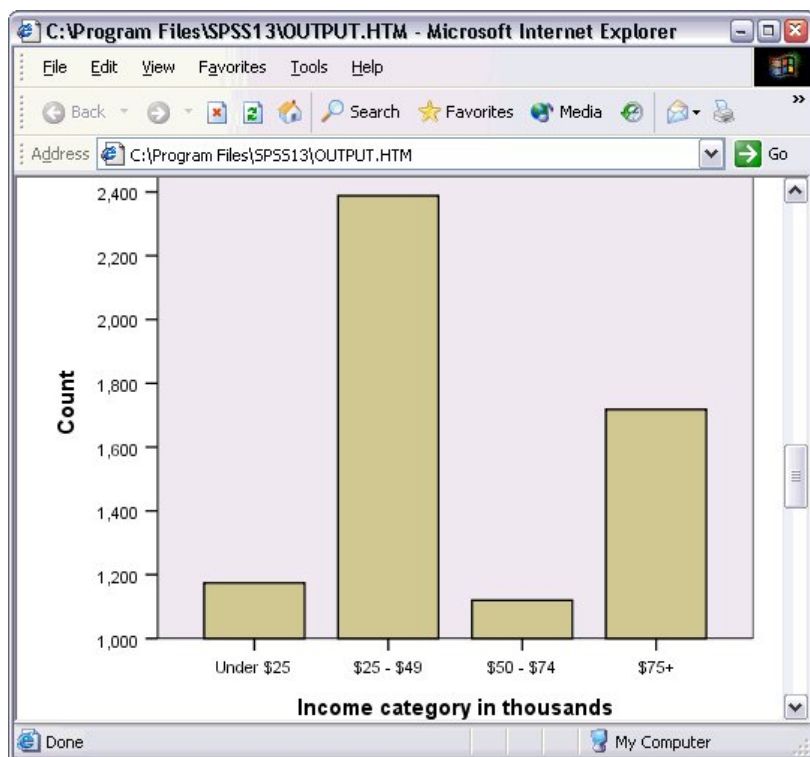 C:\Program Files\SPSS13\OUTPUT.HTM - Microsoft Internet Explorer
File Edit View Favorites Tools Help
Back Search Favorites Media »
Address C:\Program Files\SPSS13\OUTPUT.HTM Go
2,400
2,200
2,000
1,800
1,600
1,400
1,200
1,000
Count
Under $25 $25 - $49 $50 - $74 $75+
Income category in thousands
Done My Computer